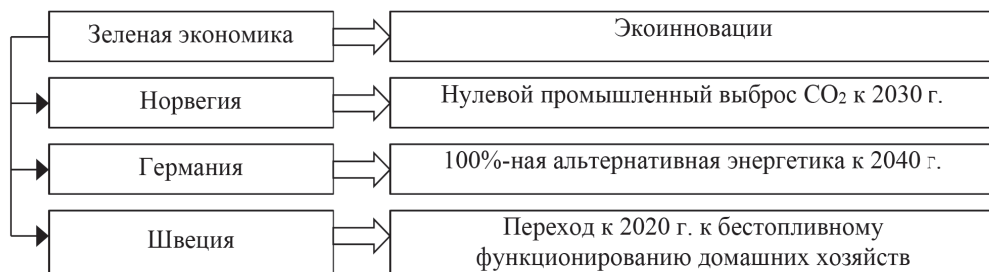 Зеленая экономика
Экоинновации
Норвегия
Нулевой промышленный выброс CO₂ к 2030 г.
Германия
100%-ная альтернативная энергетика к 2040 г.
Швеция
Переход к 2020 г. к бестопливному
функционированию домашних хозяйств